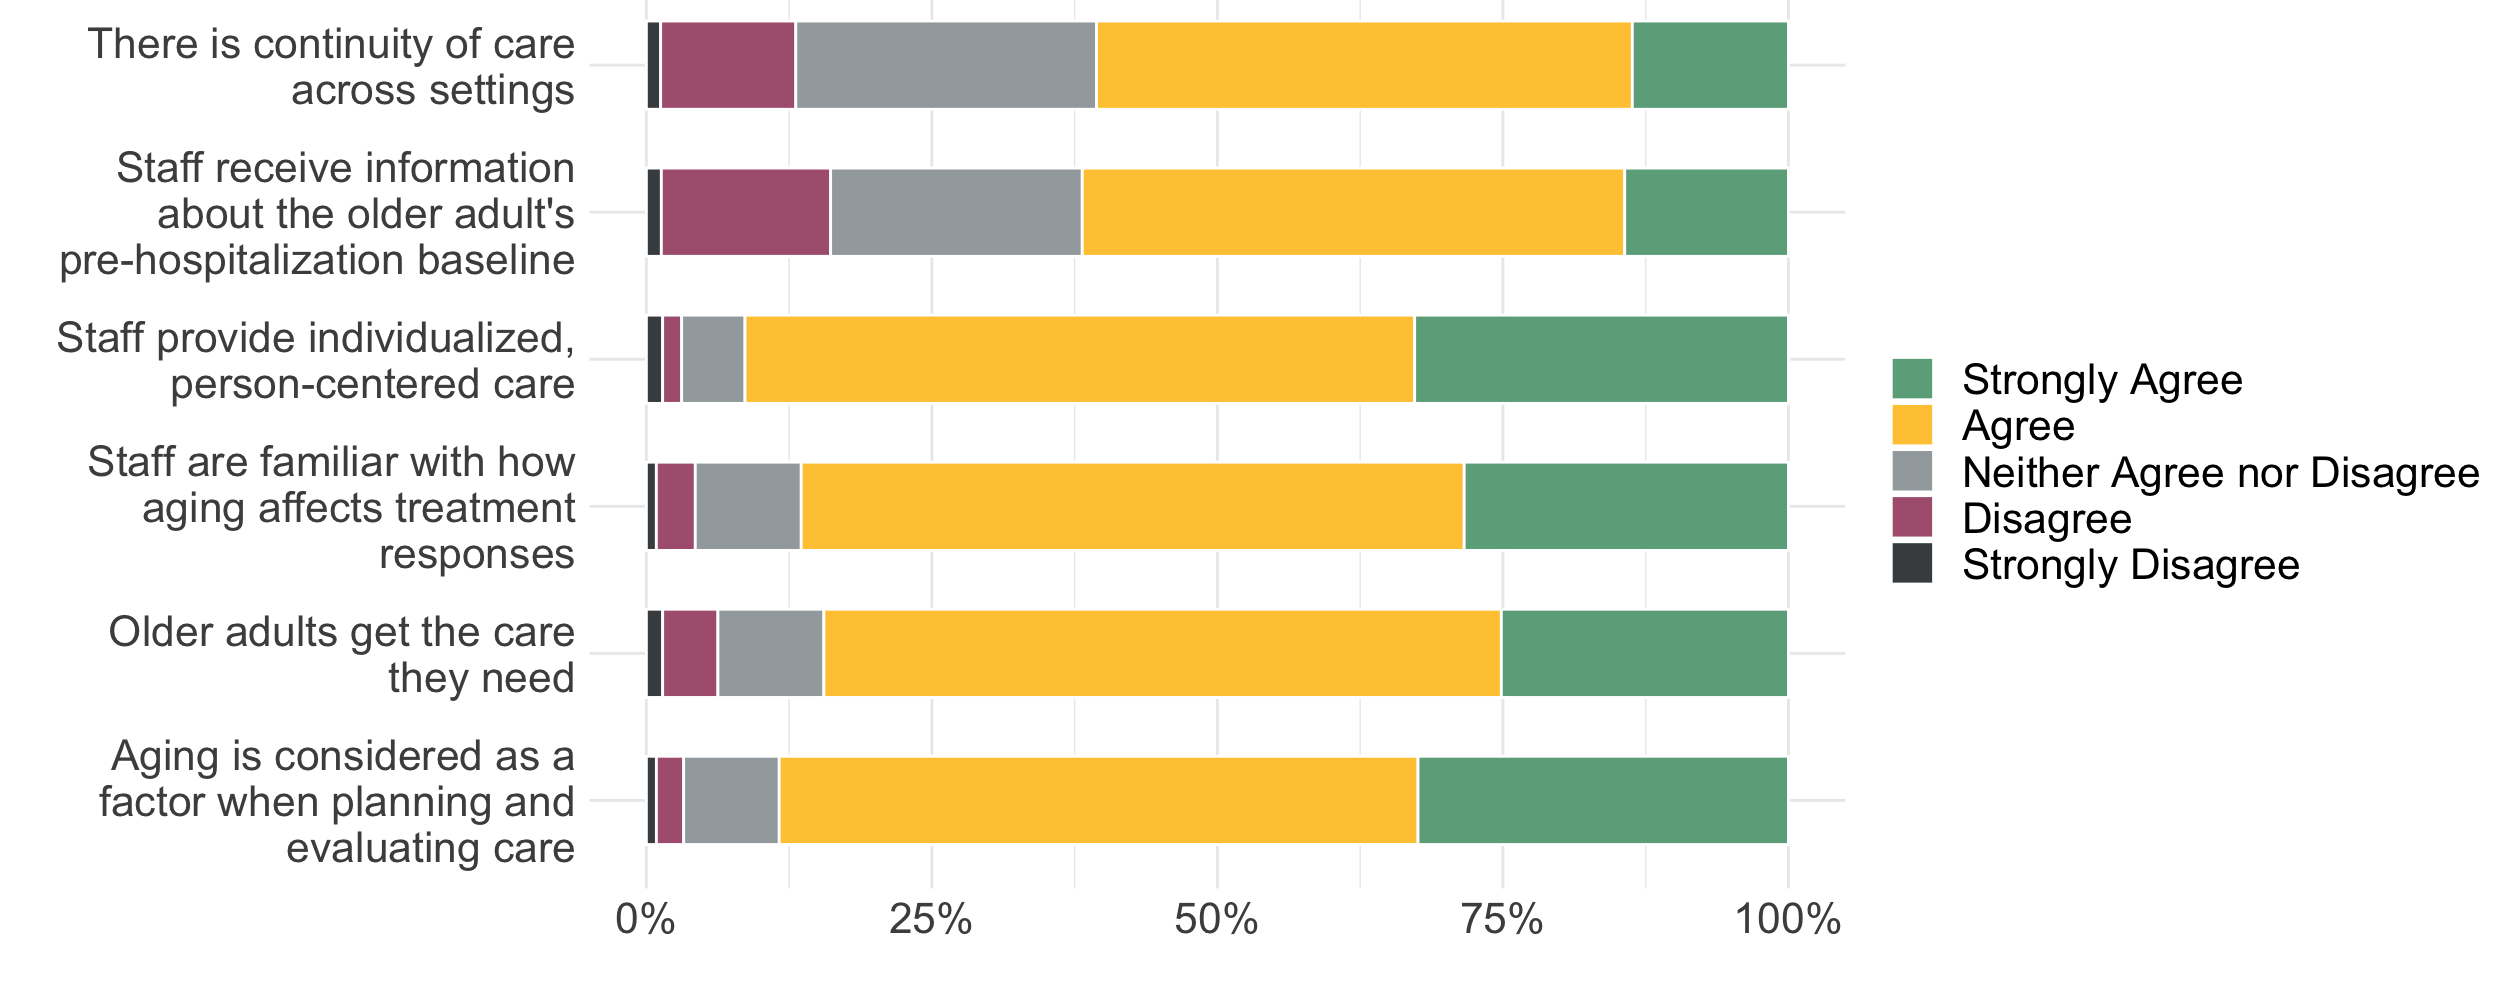 There is continuity of care
across settings
Staff receive information
about the older adult's
pre-hospitalization baseline
Staff provide individualized,
person-centered care
Staff are familiar with how
aging affects treatment
responses
Older adults get the care
they need
Aging is considered as a
factor when planning and
evaluating care
0%
25%
50%
75%
100%
Strongly Agree
Agree
Neither Agree nor Disagree
Disagree
Strongly Disagree